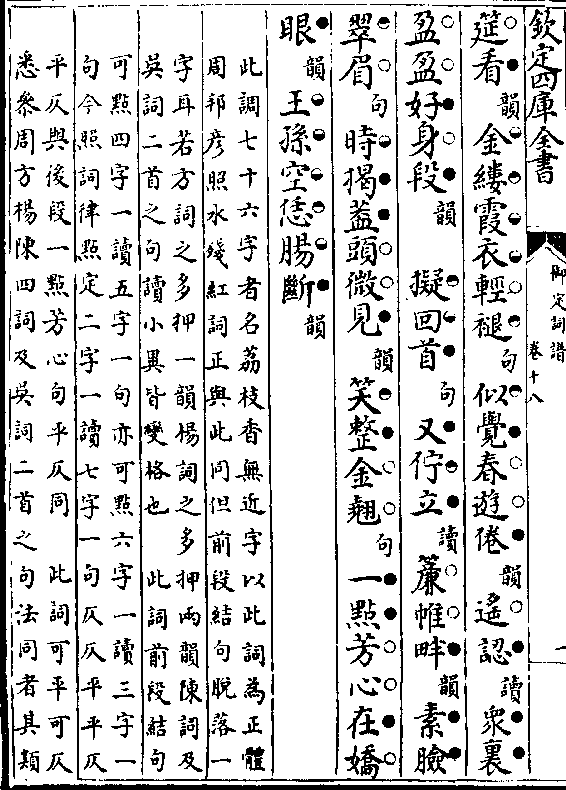 欽定四庫全書
御定詞譜 卷十八
筵看韻金縷霞衣輕褪句似覺春遊倦韻遙認讀衆裏
盈盈好身段韻擬回首句又佇立讀簾帷畔韻素臉
翠眉句時揭蓋頭微見韻笑整金翹句一點芳心在嬌
眼韻王孫空恁腸斷韻
此調七十六字者名荔枝香無近字以此詞為正體
周邦彦照水殘紅詞正與此同但前段結句脱落一
字耳若方詞之多押一韻楊詞之多押兩韻陳詞及
吳詞二首之句讀小異皆變格也 此詞前段結句
可點四字一讀五字一句亦可點六字一讀三字一
句今照詞律點定二字一讀七字一句仄仄平平仄
平仄與後段一點芳心句平仄同 此詞可平可仄
悉叅周方楊陳四詞及吳詞二首之句法同者其類